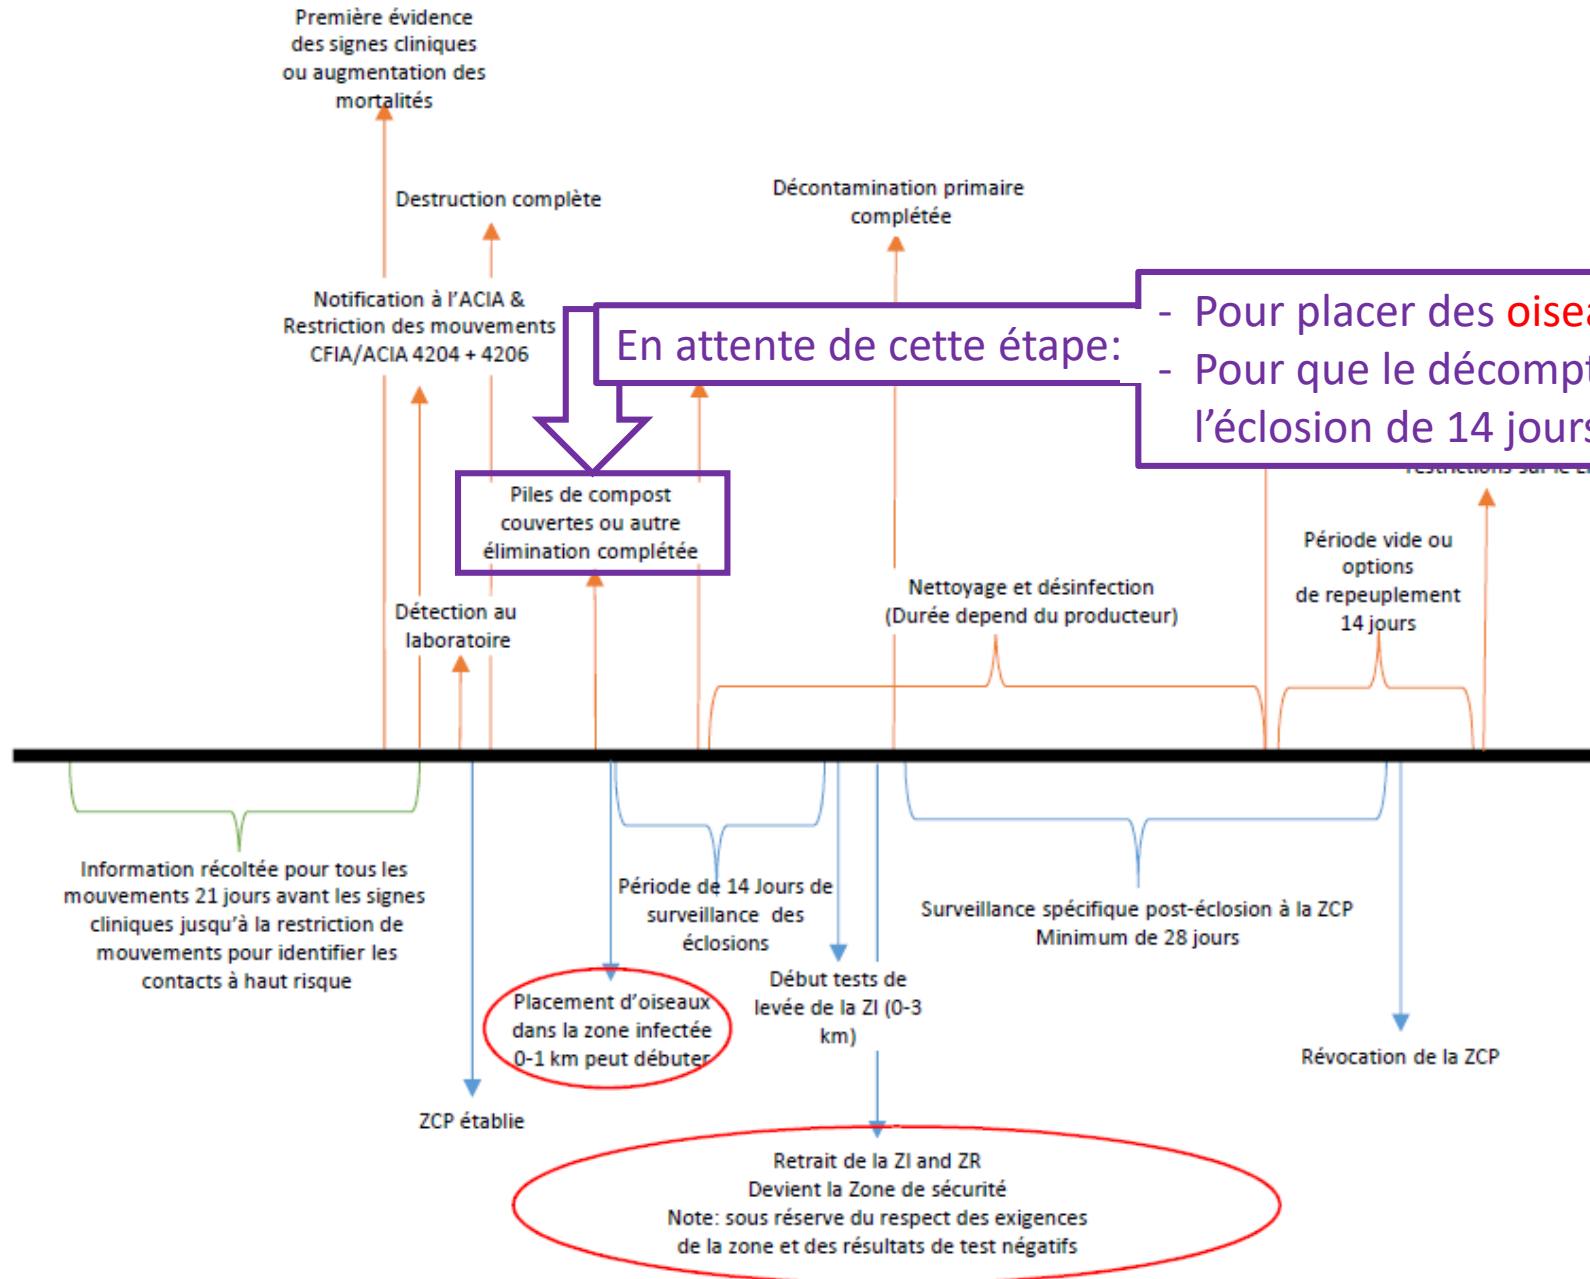 Première évidence
des signes cliniques
ou augmentation des
mortalités
Destruction complète
Décontamination primaire
complétée
Notification à l'ACIA &
Restriction des mouvements
CFIA/ACIA 4204 + 4206
En attente de cette étape:
- Pour placer des
- Pour que le
l'éclosion de 14 jours
Piles de compost
couvertes ou autre
élimination complétée
Période vide ou
options
de repeuplement
14 jours
Nettoyage et désinfection
(Durée depend du producteur)
Détection au
laboratoire
Information récoltée pour tous les
mouvements 21 jours avant les signes
cliniques jusqu'à la restriction de
mouvements pour identifier les
contacts à haut risque
Période de 14 Jours de
surveillance des
éclosions
Surveillance spécifique post-éclosion à la ZCP
Minimum de 28 jours
Début tests de
levée de la ZI (0-3
km)
Placement d'oiseaux
dans la zone infectée
0-1 km peut débuter
Révocation de la ZCP
ZCP établie
Retrait de la ZI and ZR
Devient la Zone de sécurité
Note: sous réserve du respect des exigences
de la zone et des résultats de test négatifs